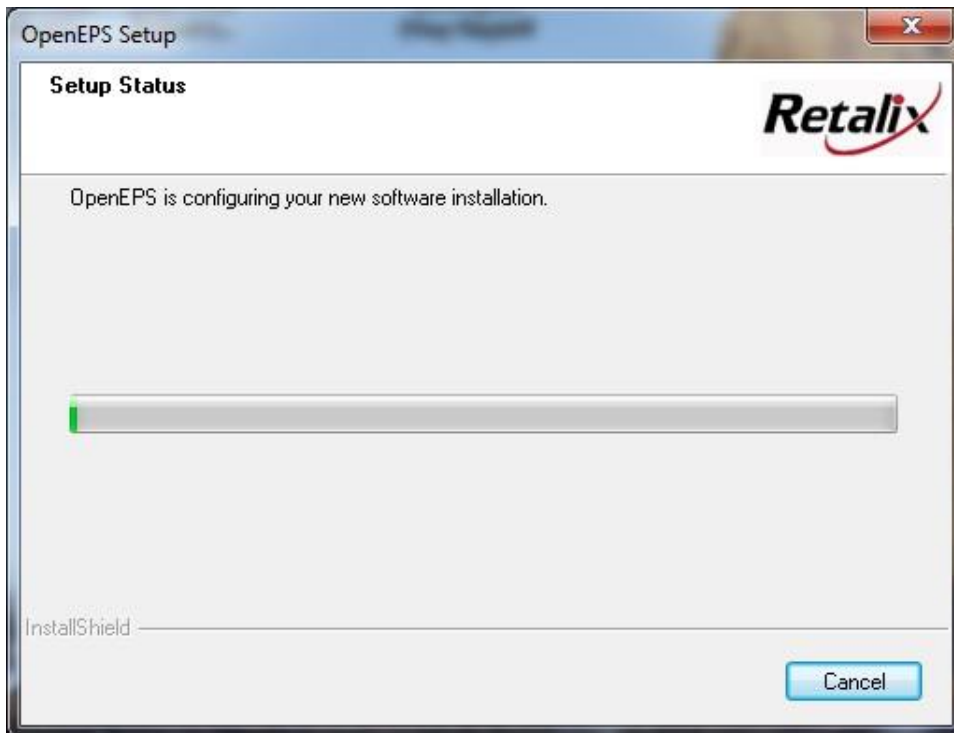 OpenEPS Setup
Setup Status
Retalix
OpenEPS is configuring your new software installation.
InstallShield
Cancel